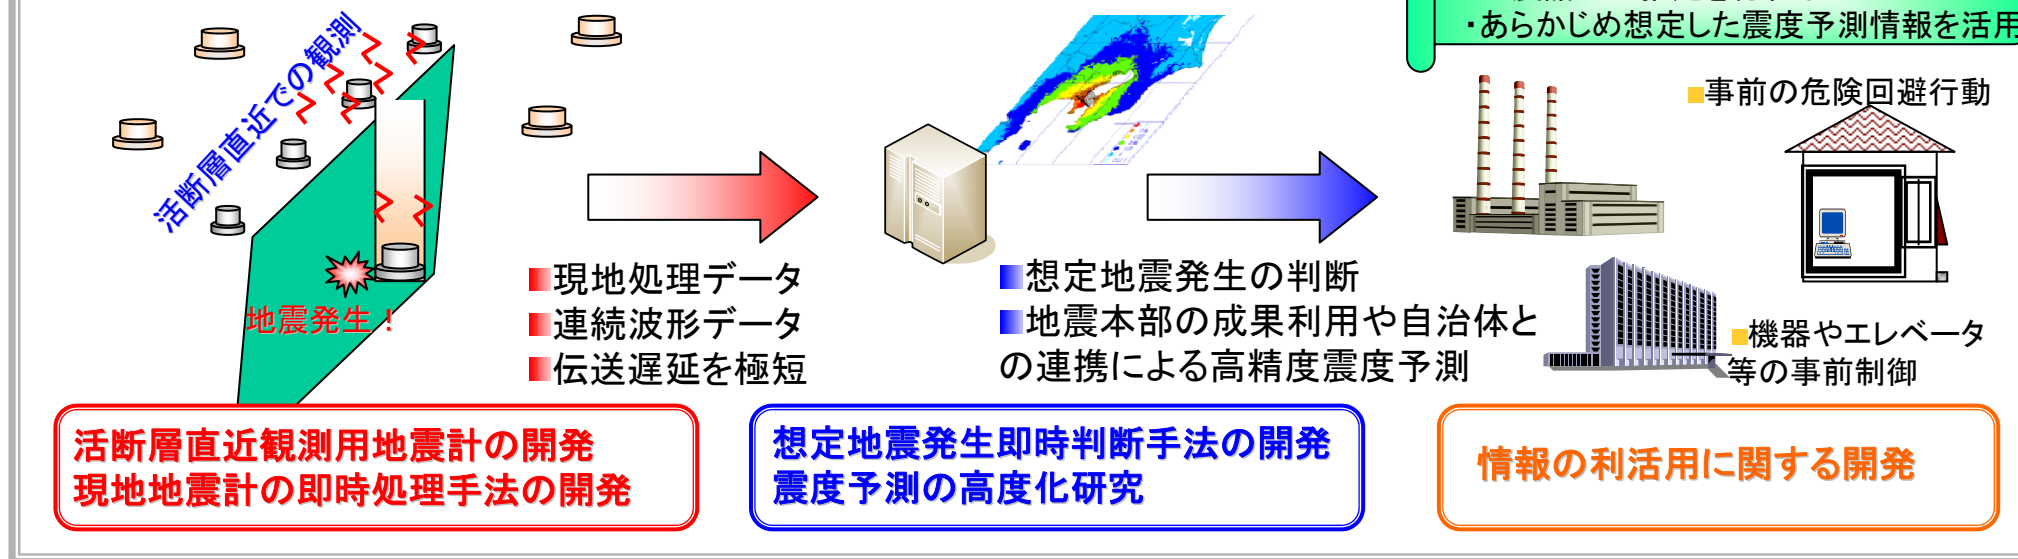 ・あらかじめ想定した震度予測情報を活用
活断層直近での観測
地震発生！
■現地処理データ
■連続波形データ
■伝送遅延を極短
■想定地震発生の判断
■地震本部の成果利用や自治体と
の連携による高精度震度予測
■事前の危険回避行動
■機器やエレベータ
等の事前制御
活断層直近観測用地震計の開発
現地地震計の即時処理手法の開発
想定地震発生即時判断手法の開発
震度予測の高度化研究
情報の利活用に関する開発